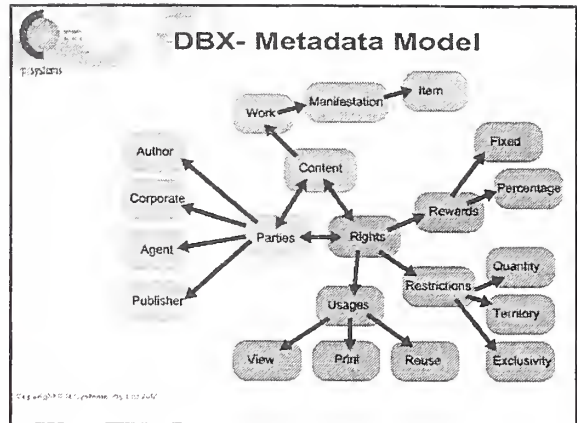 DBX- Metadata Model
Work
Manifestation
Item
Author
Content
Fixed
Corporate
Percentage
Rewards
Parties
Rights
Agent
Quantity
Restrictions
Publisher
Usages
Territory
View
Print
Reuse
Exclusivity